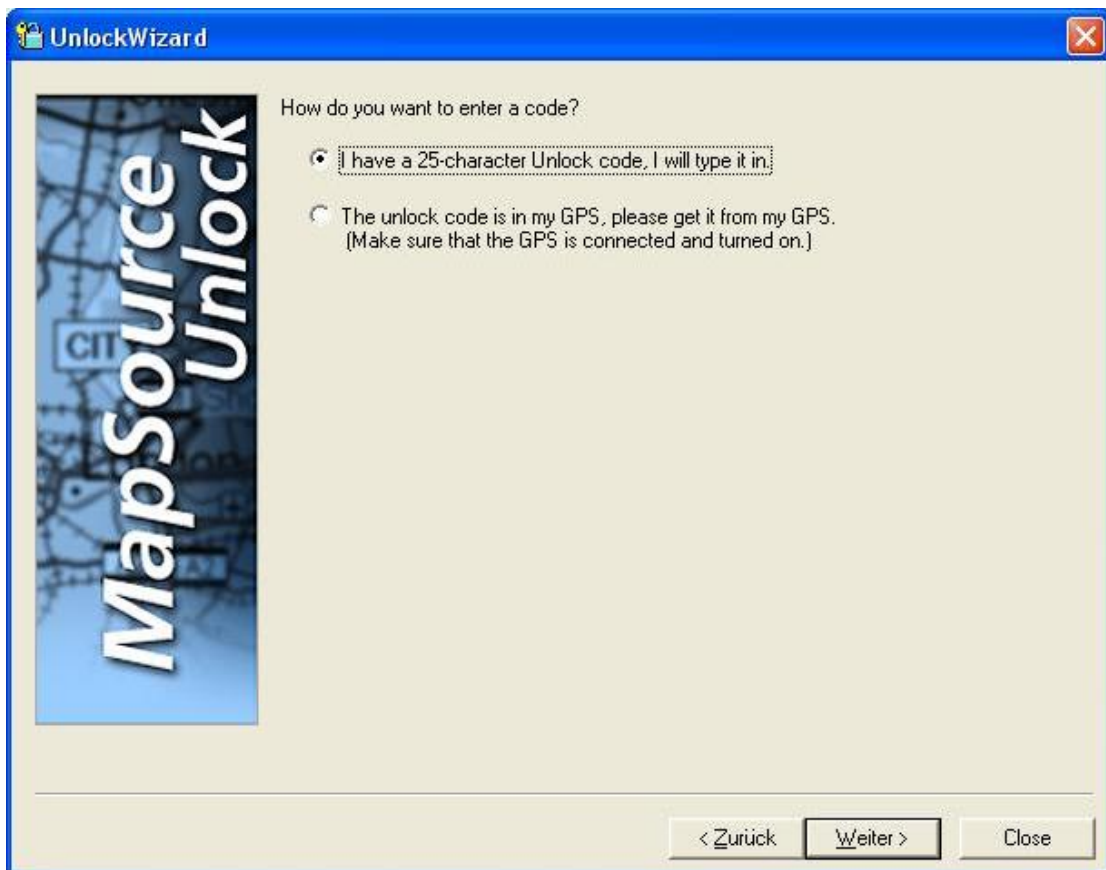 UnlockWizard
MapSource
Unlock
How do you want to enter a code?
I have a 25-character Unlock code, I will type it in.
The unlock code is in my GPS, please get it from my GPS.
(Make sure that the GPS is connected and turned on.)
CIT
A2
< Zurück
Weiter >
Close